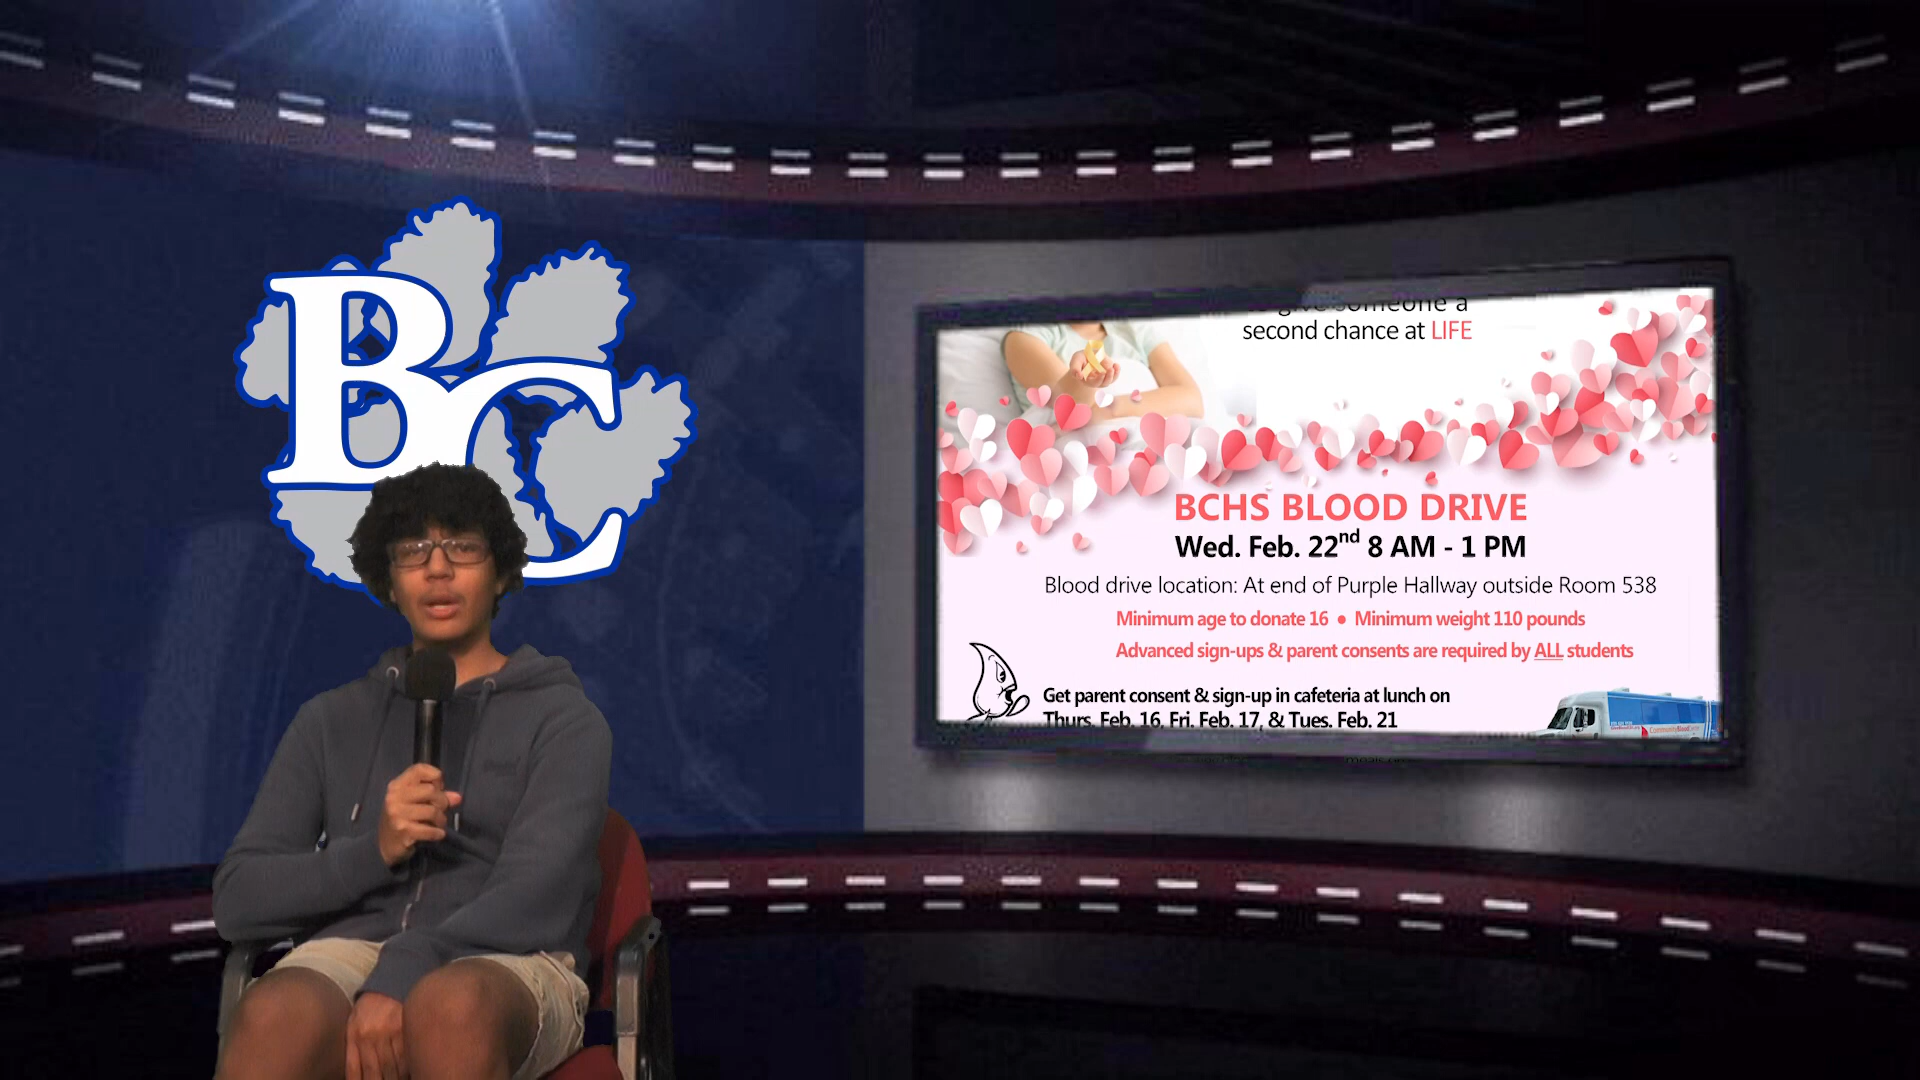 BC
give someone a
second chance at LIFE
BCHS BLOOD DRIVE
Wed. Feb. 22nd 8 AM - 1 PM
Blood drive location: At end of Purple Hallway outside Room 538
Minimum age to donate 16 • Minimum weight 110 pounds
Advanced sign-ups & parent consents are required by ALL students
Get parent consent & sign-up in cafeteria at lunch on
Thurs. Feb. 16, Fri. Feb. 17, & Tues. Feb. 21